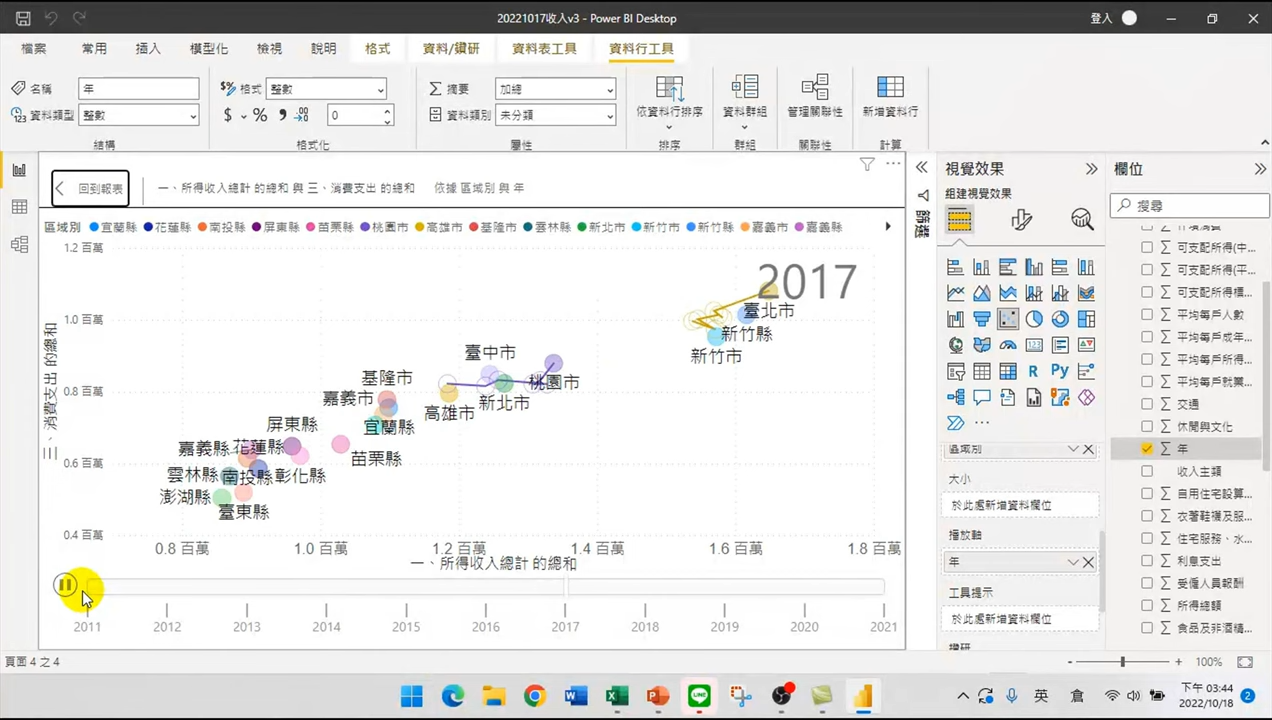 20221017收入v3 - Power BI Desktop
登入
檔案 常用 插入 模型化 檢視 說明 格式 資料/鑽研 資料表工具 資料行工具
名稱 年
資料類型 整數
結構
格式 整數
$ % 0
格式化
摘要 加總
資料類別 未分類
屬性
依資料行排序
排序
資料群組
群組
管理關聯性
關聯性
新增資料行
計算
回到報表
一、所得收入總計 的總和 與 三、消費支出 的總和 依據 區域別 與 年
區域別 宜蘭縣 花蓮縣 南投縣 屏東縣 苗栗縣 桃園市 高雄市 基隆市 雲林縣 新北市 新竹市 新竹縣 嘉義市 嘉義縣
1.2 百萬
2017
1.0 百萬
臺北市
新竹縣
新竹市
臺中市
基隆市
桃園市
0.8 百萬
嘉義市
新北市
高雄市
屏東縣
宜蘭縣
嘉義縣
花蓮縣
苗栗縣
0.6 百萬
雲林縣
南投縣
彰化縣
澎湖縣
臺東縣
0.4 百萬
三、消費支出 的總和
0.8 百萬 1.0 百萬 1.2 百萬 1.4 百萬 1.6 百萬 1.8 百萬
一、所得收入總計 的總和
2011 2012 2013 2014 2015 2016 2017 2018 2019 2020 2021
篩選
視覺效果
組建視覺效果
123
R
Py
區域別
大小
於此處新增資料欄位
播放軸
年
工具提示
於此處新增資料欄位
鑽研
欄位
搜尋
可支配所得(中...
可支配所得(平...
可支配所得標...
平均每戶人數
平均每戶成年...
平均每戶所得...
平均每戶就業...
交通
休閒與文化
年
收入主類
自用住宅設算...
衣著鞋襪及服...
住宅服務、水...
利息支出
受僱人員報酬
所得總額
食品及非酒精...
頁面 4 之 4
- + 100%
英
倉
下午 03:44
2022/10/18
2